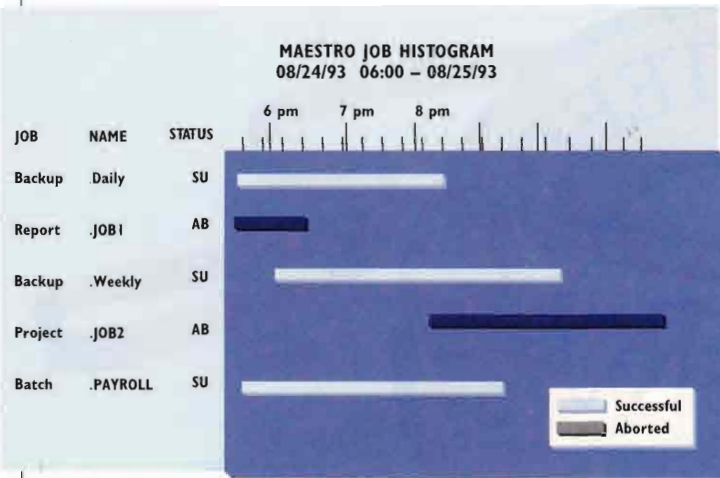 MAESTRO JOB HISTOGRAM
08/24/93 06:00 – 08/25/93
6 pm 7 pm 8 pm
JOB NAME STATUS
Backup .Daily SU
Report .JOB1 AB
Backup .Weekly SU
Project .JOB2 AB
Batch .PAYROLL SU
Successful
Aborted